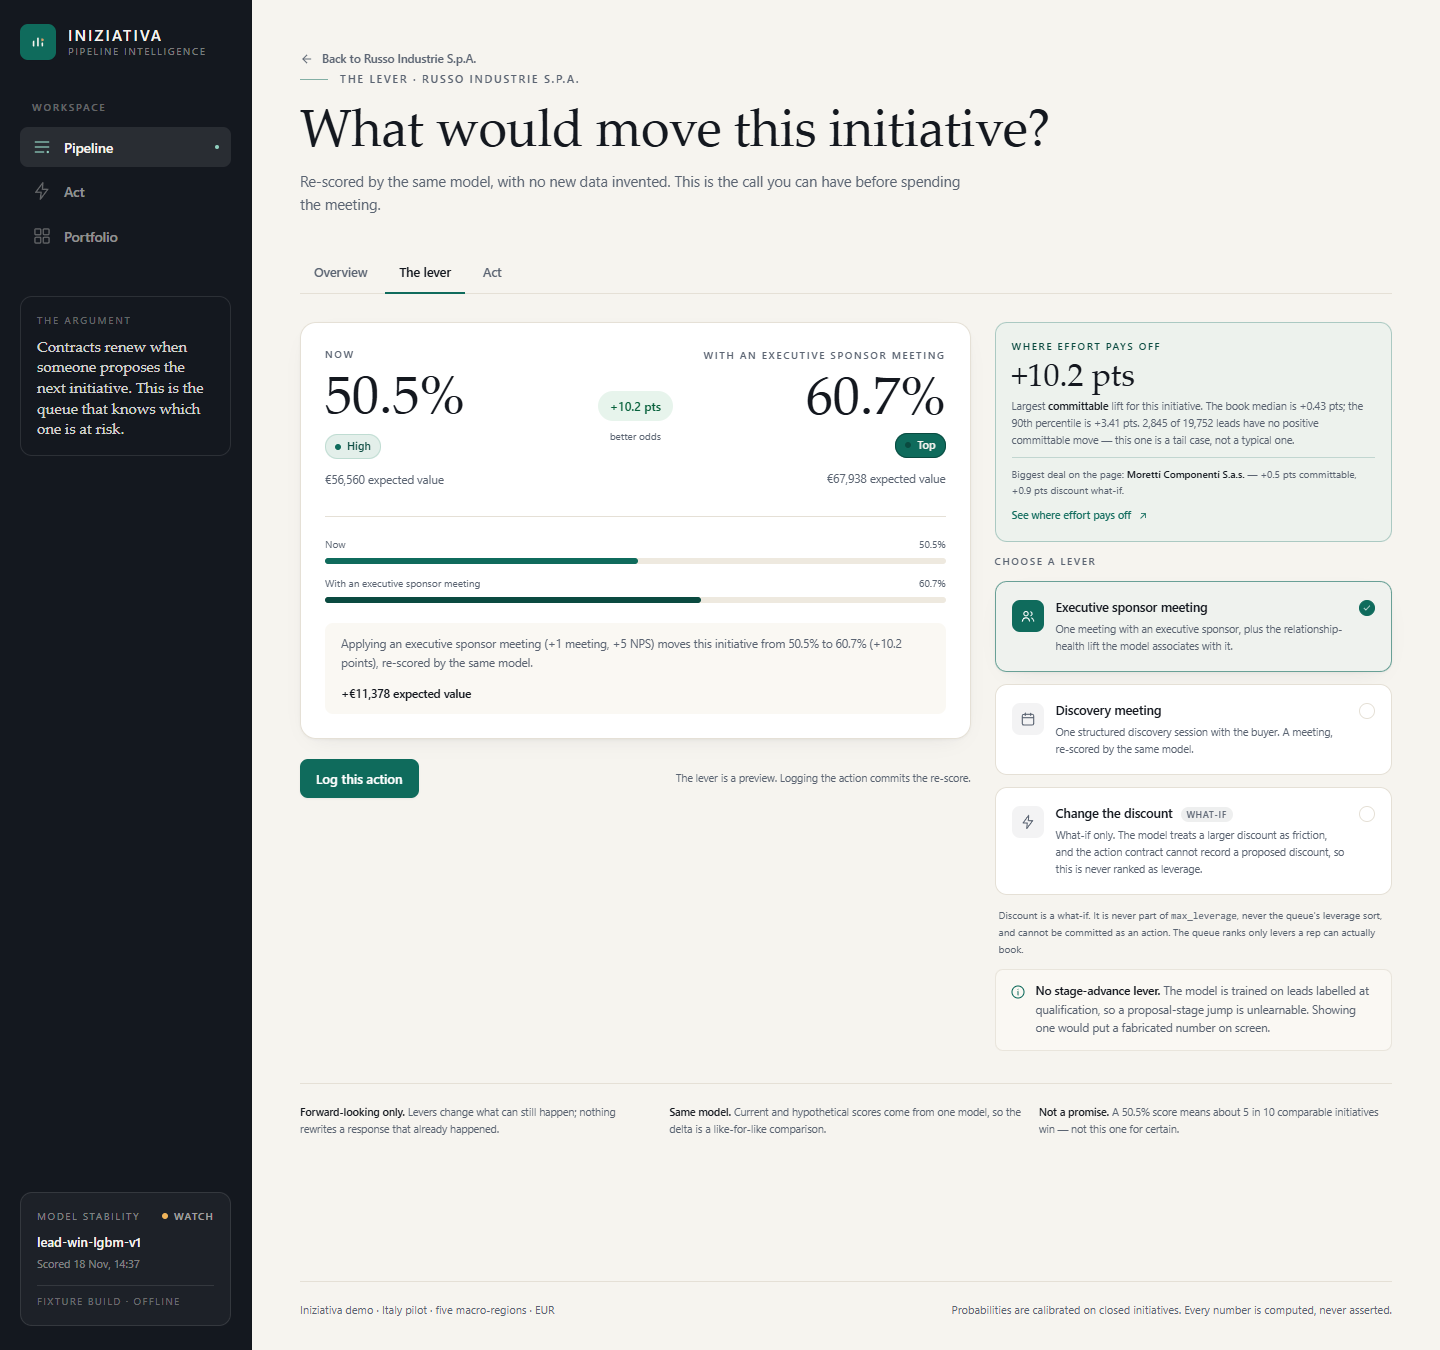 INIZIATIVA
PIPELINE INTELLIGENCE
WORKSPACE
Pipeline
Act
Portfolio
THE ARGUMENT
Contracts renew when
someone proposes the
next initiative. This is the
queue that knows which
one is at risk.
MODEL STABILITY
WATCH
lead-win-lgbm-v1
Scored 18 Nov, 14:37
FIXTURE BUILD · OFFLINE
Back to Russo Industrie S.p.A.
THE LEVER · RUSSO INDUSTRIE S.P.A.
What would move this initiative?
Re-scored by the same model, with no new data invented. This is the call you can have before spending
the meeting.
Overview
The lever
Act
NOW
50.5%
High
€56,560 expected value
+10.2 pts
better odds
WITH AN EXECUTIVE SPONSOR MEETING
60.7%
Top
€67,938 expected value
Now
50.5%
With an executive sponsor meeting
60.7%
Applying an executive sponsor meeting (+1 meeting, +5 NPS) moves this initiative from 50.5% to 60.7% (+10.2
points), re-scored by the same model.
+€11,378 expected value
Log this action
The lever is a preview. Logging the action commits the re-score.
WHERE EFFORT PAYS OFF
+10.2 pts
Largest committable lift for this initiative. The book median is +0.43 pts; the
90th percentile is +3.41 pts. 2,845 of 19,752 leads have no positive
committable move — this one is a tail case, not a typical one.
Biggest deal on the page: Moretti Componenti S.a.s. — +0.5 pts committable,
+0.9 pts discount what-if.
See where effort pays off
CHOOSE A LEVER
Executive sponsor meeting
One meeting with an executive sponsor, plus the relationship-
health lift the model associates with it.
Discovery meeting
One structured discovery session with the buyer. A meeting,
re-scored by the same model.
Change the discount
WHAT-IF
What-if only. The model treats a larger discount as friction,
and the action contract cannot record a proposed discount, so
this is never ranked as leverage.
Discount is a what-if. It is never part of max_leverage, never the queue's leverage sort,
and cannot be committed as an action. The queue ranks only levers a rep can actually
book.
No stage-advance lever. The model is trained on leads labelled at
qualification, so a proposal-stage jump is unlearnable. Showing
one would put a fabricated number on screen.
Forward-looking only. Levers change what can still happen; nothing
rewrites a response that already happened.
Same model. Current and hypothetical scores come from one model, so the
delta is a like-for-like comparison.
Not a promise. A 50.5% score means about 5 in 10 comparable initiatives
win — not this one for certain.
Iniziativa demo · Italy pilot · five macro-regions · EUR
Probabilities are calibrated on closed initiatives. Every number is computed, never asserted.